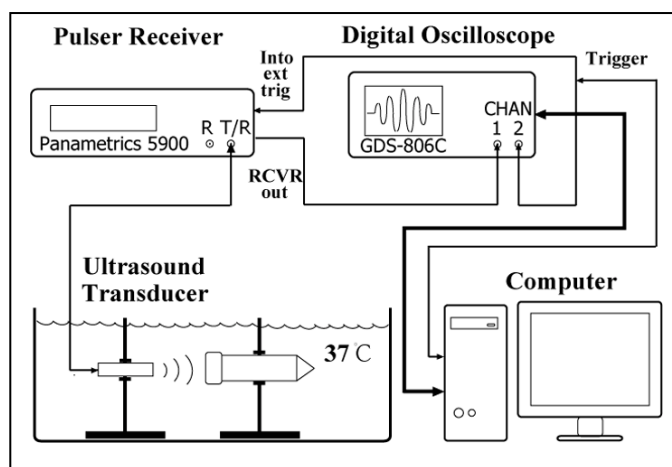 Pulser Receiver
Digital Oscilloscope
Into
ext
trig
Trigger
R T/R
Panametrics 5900
CHAN
1 2
GDS-806C
RCVR
out
Ultrasound
Transducer
37℃
Computer